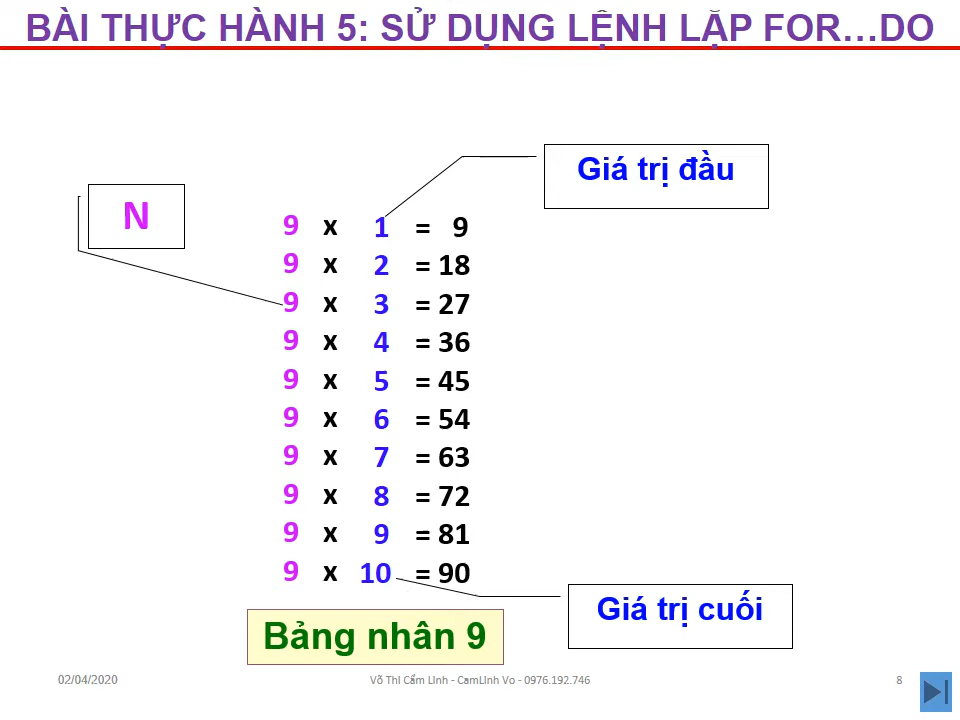 BÀI THỰC HÀNH 5: SỬ DỤNG LỆNH LẶP FOR...DO
Giá trị đầu
N
9 x 1 = 9
9 x 2 = 18
9 x 3 = 27
9 x 4 = 36
9 x 5 = 45
9 x 6 = 54
9 x 7 = 63
9 x 8 = 72
9 x 9 = 81
9 x 10 = 90
Giá trị cuối
Bảng nhân 9
02/04/2020
Võ Thị Cẩm Linh - CamLinh Vo - 0976.192.746
8